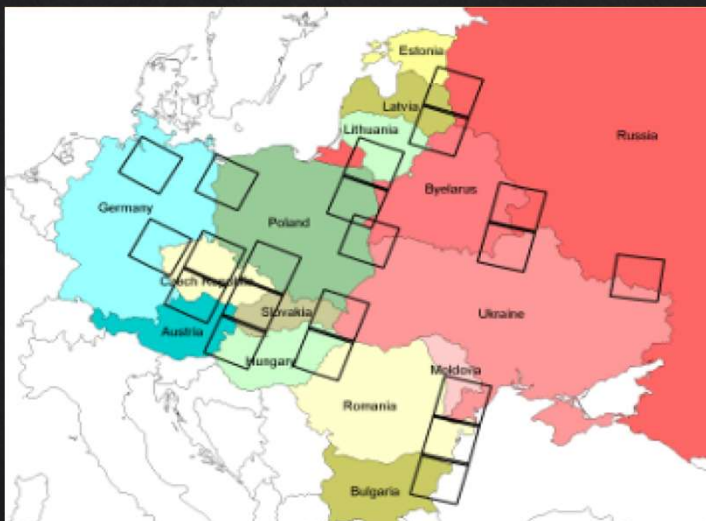 Estonia
Latvia
Lithuania
Russia
Byelarus
Germany
Poland
Czech Republic
Slovakia
Ukraine
Austria
Hungary
Moldova
Romania
Bulgaria